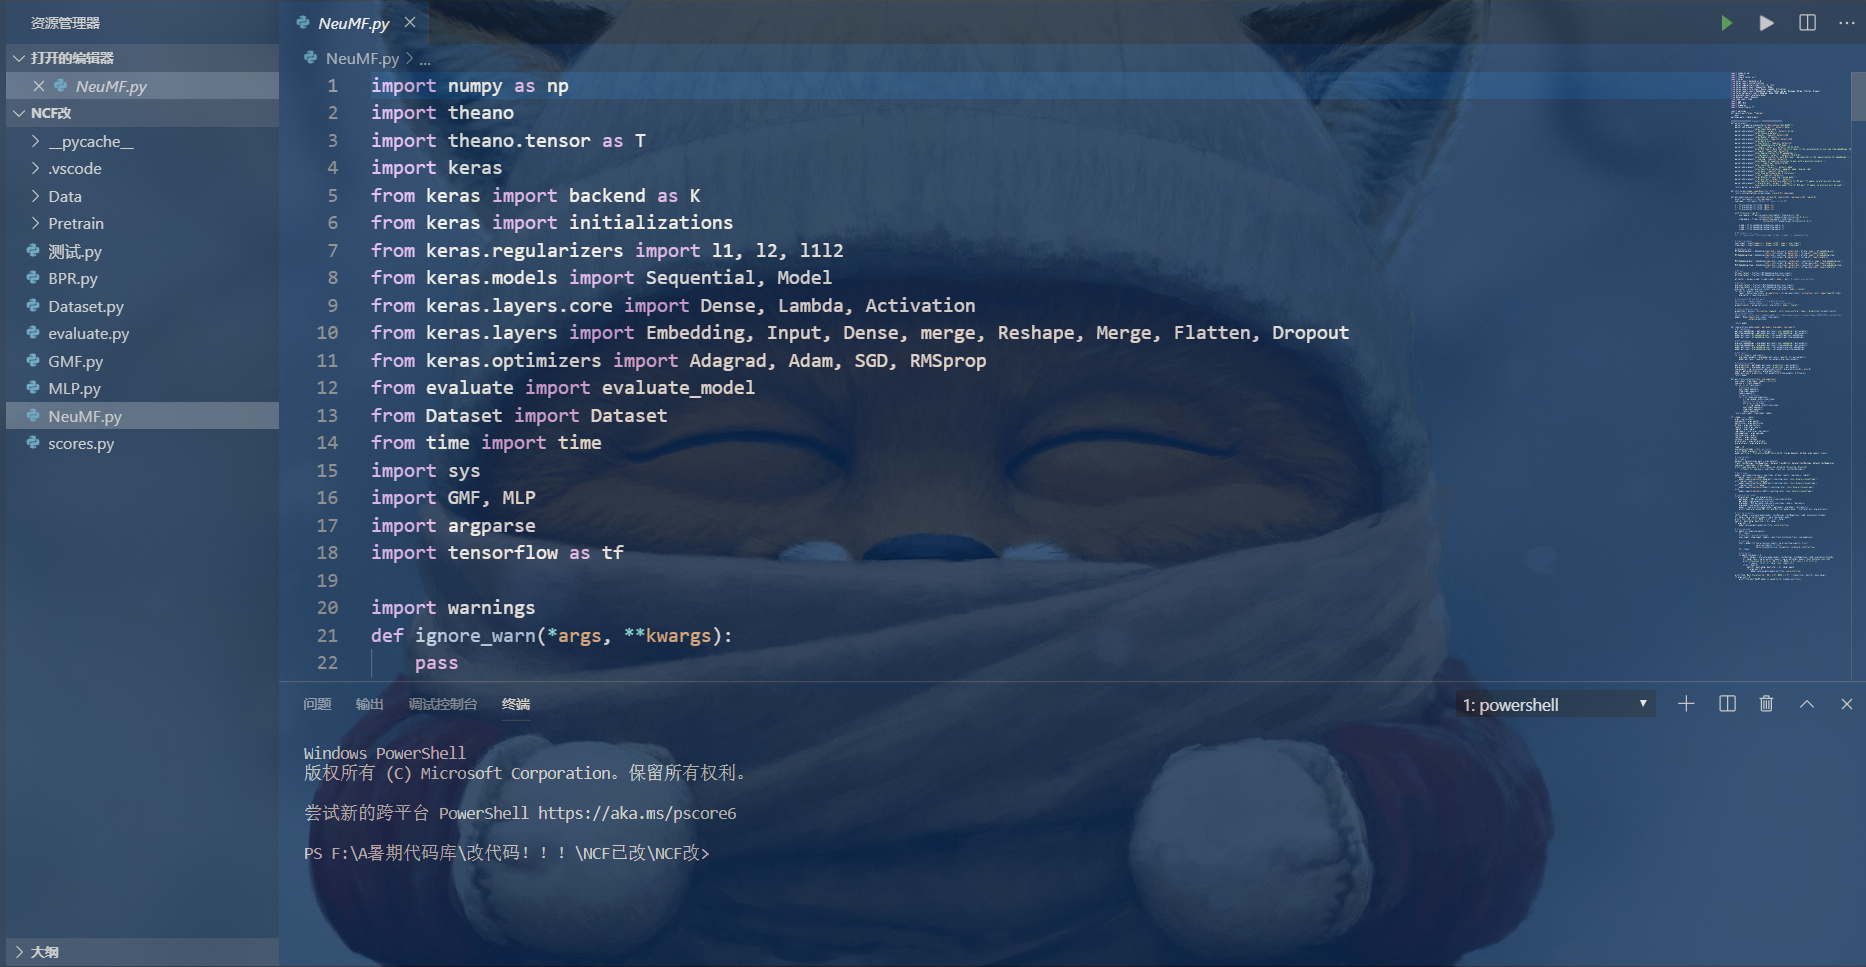 资源管理器
打开的编辑器
NeuMF.py
NCF改
__pycache__
.vscode
Data
Pretrain
测试.py
BPR.py
Dataset.py
evaluate.py
GMF.py
MLP.py
NeuMF.py
scores.py
大纲
NeuMF.py
NeuMF.py > ...
1 import numpy as np
2 import theano
3 import theano.tensor as T
4 import keras
5 from keras import backend as K
6 from keras import initializations
7 from keras.regularizers import l1, l2, l1l2
8 from keras.models import Sequential, Model
9 from keras.layers.core import Dense, Lambda, Activation
10 from keras.layers import Embedding, Input, Dense, merge, Reshape, Merge, Flatten, Dropout
11 from keras.optimizers import Adagrad, Adam, SGD, RMSprop
12 from evaluate import evaluate_model
13 from Dataset import Dataset
14 from time import time
15 import sys
16 import GMF, MLP
17 import argparse
18 import tensorflow as tf
19
20 import warnings
21 def ignore_warn(*args, **kwargs):
22     pass
问题 输出 调试控制台 终端 1: powershell
Windows PowerShell
版权所有 (C) Microsoft Corporation。保留所有权利。
尝试新的跨平台 PowerShell https://aka.ms/pscore6
PS F:\A暑期代码库\改代码！！！\NCF已改\NCF改>